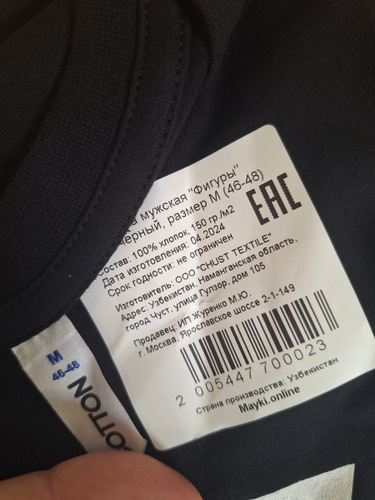 мужская "Фигуры"
черный, размер М (46-48)
Состав: 100% хлопок, 150 гр /м2
Дата изготовления: 04.2024
Срок годности: не ограничен
EAC
Изготовитель: ООО "CHUST TEXTILE"
Адрес: Узбекистан, Наманганская область,
город Чуст, улица Гулзор, дом 105
Продавец: ИП Журенко М.Ю.
г. Москва, Ярославское шоссе 2-1-149
2 005447 700023
Страна производства: Узбекистан
Mayki.online
M
46-48
COTTON